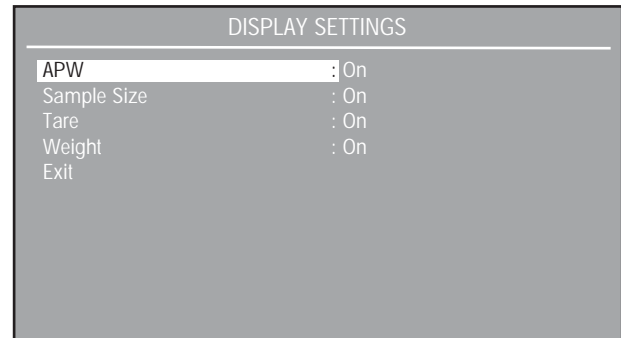 DISPLAY SETTINGS
APW : On
Sample Size : On
Tare : On
Weight : On
Exit